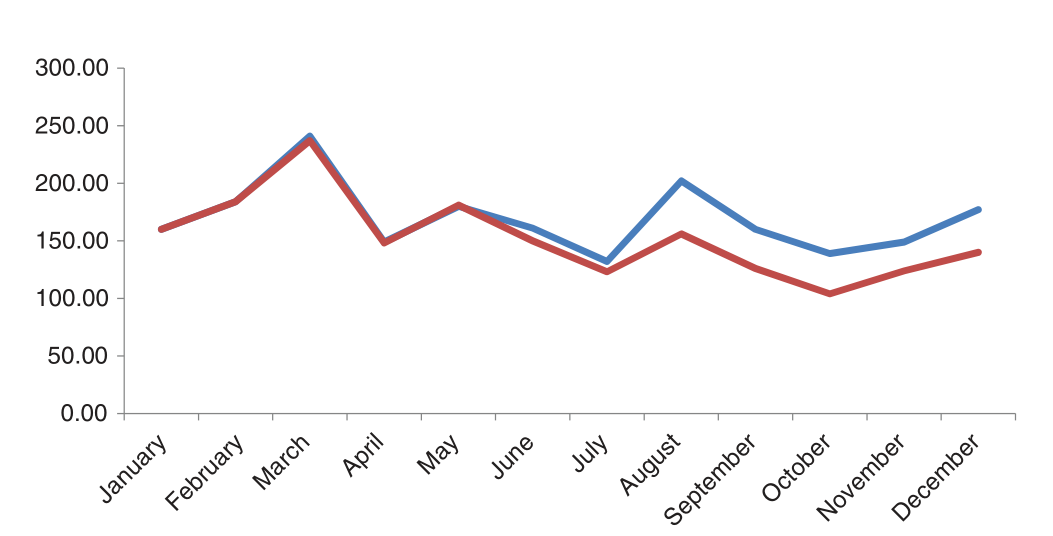 300.00
250.00
200.00
150.00
100.00
50.00
0.00
January
February
March
April
May
June
July
August
September
October
November
December